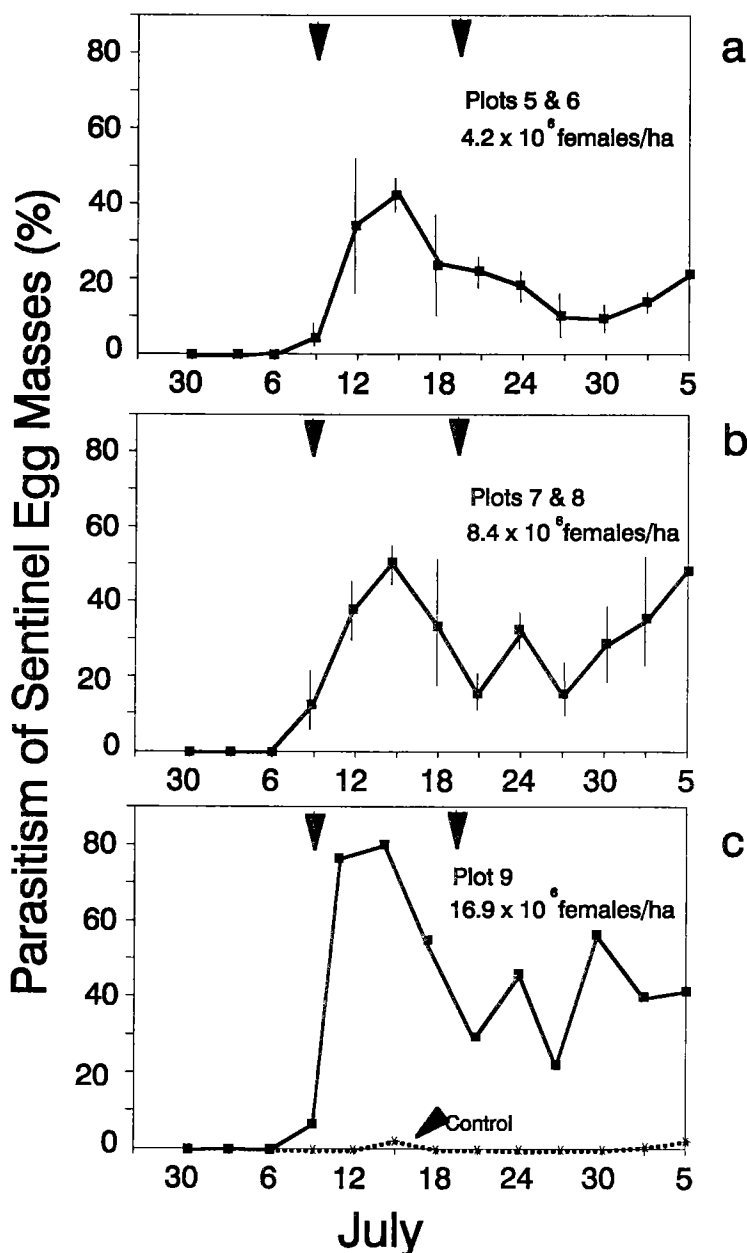 Parasitism of Sentinel Egg Masses (%)
a
80
60
40
20
0
Plots 5 & 6
4.2 x 10⁶ females/ha
30 6 12 18 24 30 5
b
80
60
40
20
0
Plots 7 & 8
8.4 x 10⁶ females/ha
30 6 12 18 24 30 5
c
80
60
40
20
0
Plot 9
16.9 x 10⁶ females/ha
Control
30 6 12 18 24 30 5
July